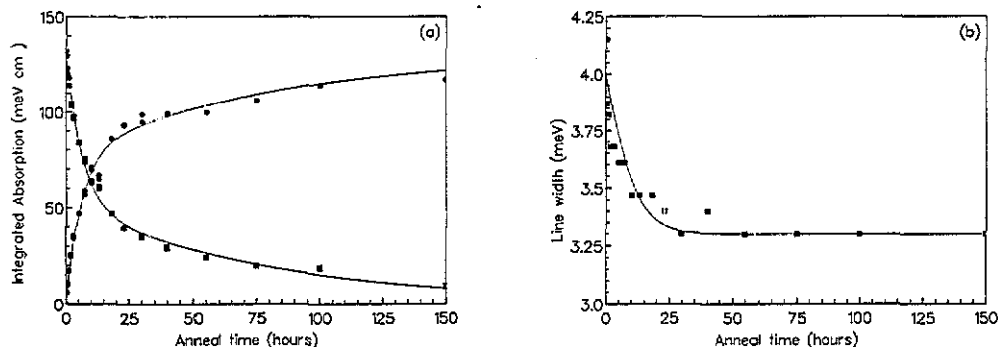 (a)
Integrated Absorption (meV cm)
150
100
50
0
0 25 50 75 100 125 150
Anneal time (hours)
(b)
Line width (meV)
4.25
4.0
3.75
3.5
3.25
3.0
0 25 50 75 100 125 150
Anneal time (hours)